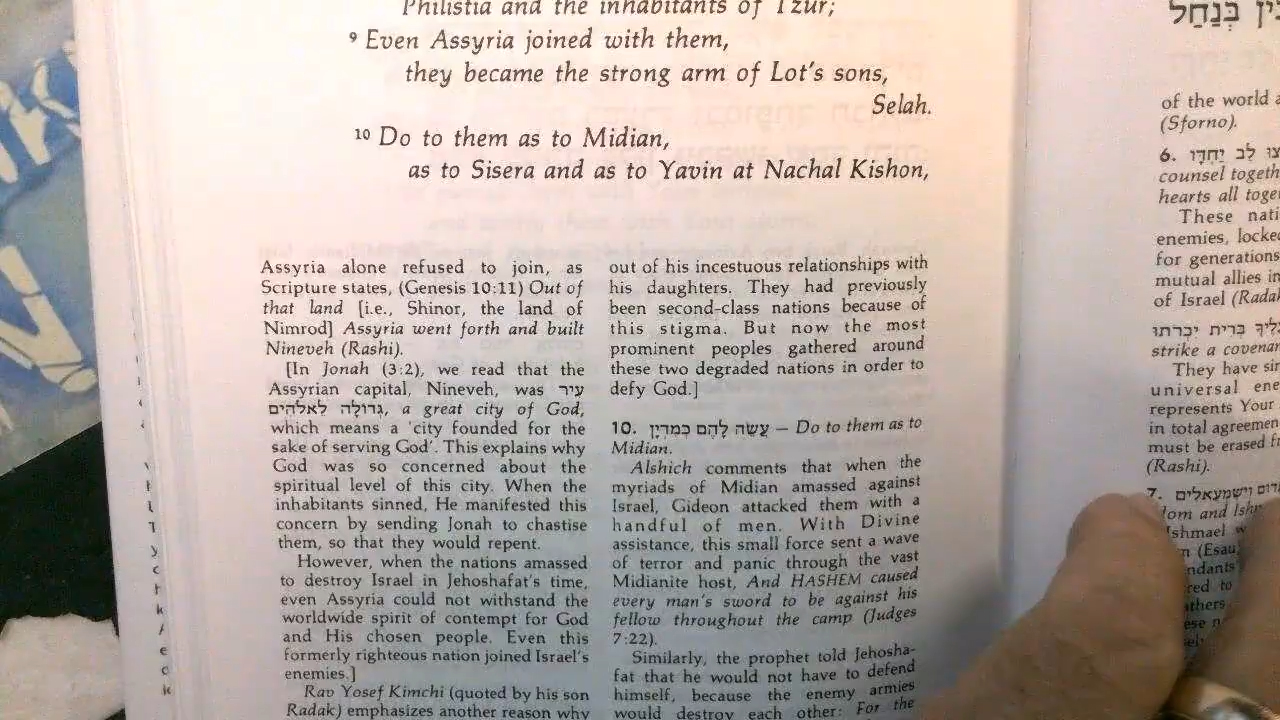 Philistia and the inhabitants of Tzur;
9 Even Assyria joined with them,
they became the strong arm of Lot's sons,
Selah.
10 Do to them as to Midian,
as to Sisera and as to Yavin at Nachal Kishon,
Assyria alone refused to join, as
Scripture states, (Genesis 10:11) Out of
that land [i.e., Shinor, the land of
Nimrod] Assyria went forth and built
Nineveh (Rashi).
[In Jonah (3:2), we read that the
Assyrian capital, Nineveh, was עִיר
גְּדוֹלָה לֵאלֹהִים, a great city of God,
which means a 'city founded for the
sake of serving God'. This explains why
God was so concerned about the
spiritual level of this city. When the
inhabitants sinned, He manifested this
concern by sending Jonah to chastise
them, so that they would repent.
However, when the nations amassed
to destroy Israel in Jehoshafat's time,
even Assyria could not withstand the
worldwide spirit of contempt for God
and His chosen people. Even this
formerly righteous nation joined Israel's
enemies.]
Rav Yosef Kimchi (quoted by his son
Radak) emphasizes another reason why
out of his incestuous relationships with
his daughters. They had previously
been second-class nations because of
this stigma. But now the most
prominent peoples gathered around
these two degraded nations in order to
defy God.]
10. עֲשֵׂה לָהֶם כְּמִדְיָן — Do to them as to
Midian.
Alshich comments that when the
myriads of Midian amassed against
Israel, Gideon attacked them with a
handful of men. With Divine
assistance, this small force sent a wave
of terror and panic through the vast
Midianite host, And HASHEM caused
every man's sword to be against his
fellow throughout the camp (Judges
7:22).
Similarly, the prophet told Jehosha-
fat that he would not have to defend
himself, because the enemy armies
would destroy each other: For the
בְּנַחַל
of the world
(Sforno).
6. לֵב יַחְדָּו
counsel
hearts all
These
enemies,
for generations
mutual allies in
of Israel
בְּרִית יִכְרֹתוּ
strike a
They have
universal
represents Your
in total
must be erased
(Rashi).
7. וְיִשְׁמְעֵאלִים
and